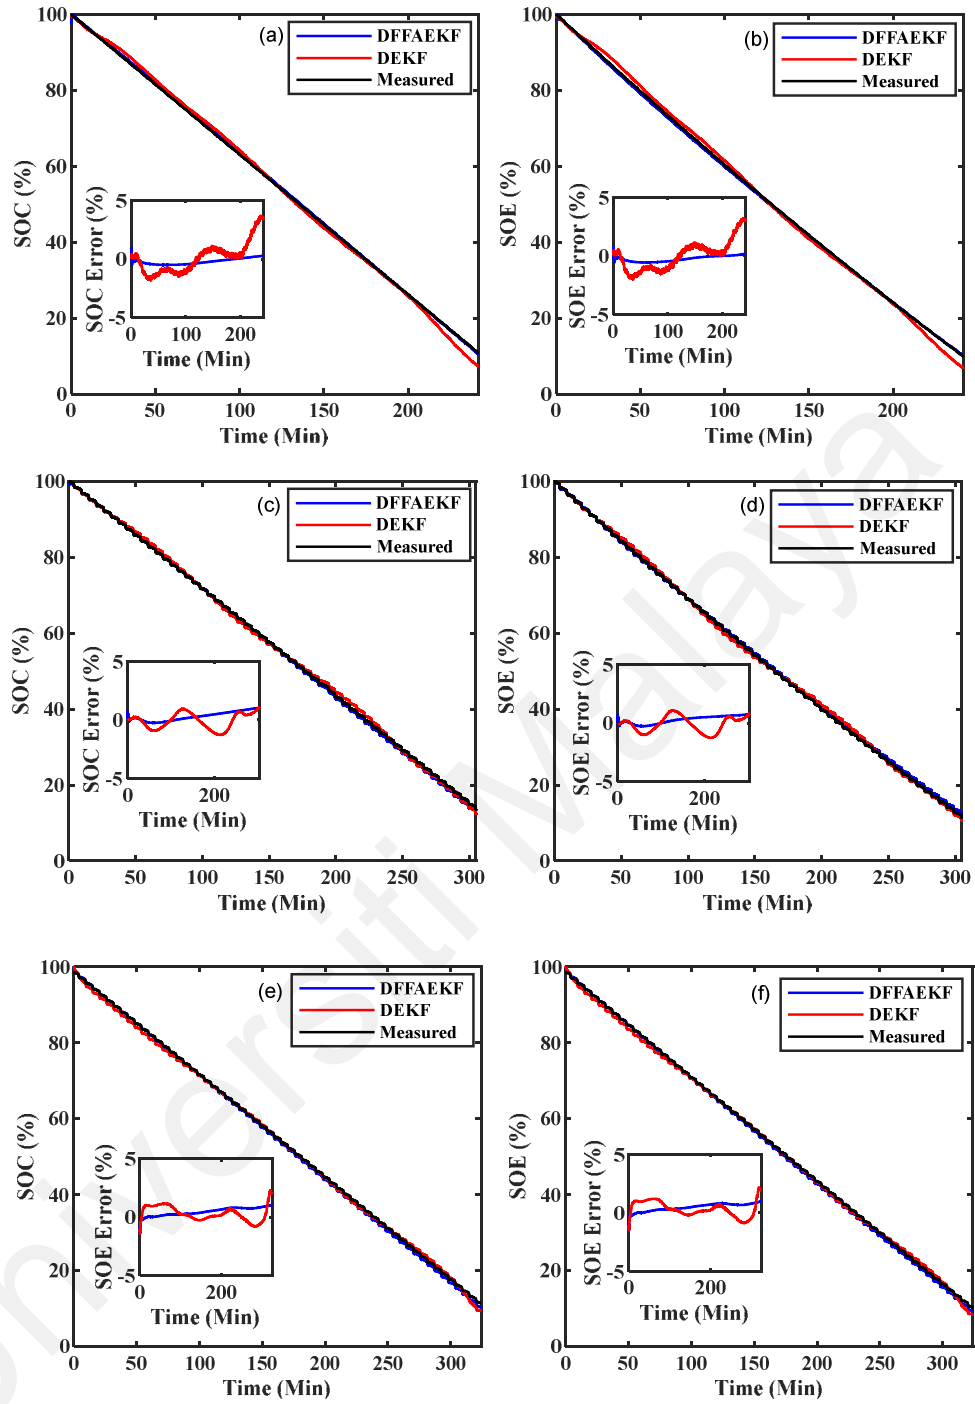 (a)
DFFAEKF
DEKF
Measured
100
80
60
40
20
0
SOC (%)
0 50 100 150 200
Time (Min)
5
0
-5
SOC Error (%)
0 100 200
Time (Min)
(b)
DFFAEKF
DEKF
Measured
100
80
60
40
20
0
SOE (%)
0 50 100 150 200
Time (Min)
5
0
-5
SOE Error (%)
0 100 200
Time (Min)
(c)
DFFAEKF
DEKF
Measured
100
80
60
40
20
0
SOC (%)
0 50 100 150 200 250 300
Time (Min)
5
0
-5
SOC Error (%)
0 200
Time (Min)
(d)
DFFAEKF
DEKF
Measured
100
80
60
40
20
0
SOE (%)
0 50 100 150 200 250 300
Time (Min)
5
0
-5
SOE Error (%)
0 200
Time (Min)
(e)
DFFAEKF
DEKF
Measured
100
80
60
40
20
0
SOC (%)
0 50 100 150 200 250 300
Time (Min)
5
0
-5
SOE Error (%)
0 200
Time (Min)
(f)
DFFAEKF
DEKF
Measured
100
80
60
40
20
0
SOE (%)
0 50 100 150 200 250 300
Time (Min)
5
0
-5
SOE Error (%)
0 200
Time (Min)
Universiti Malaya